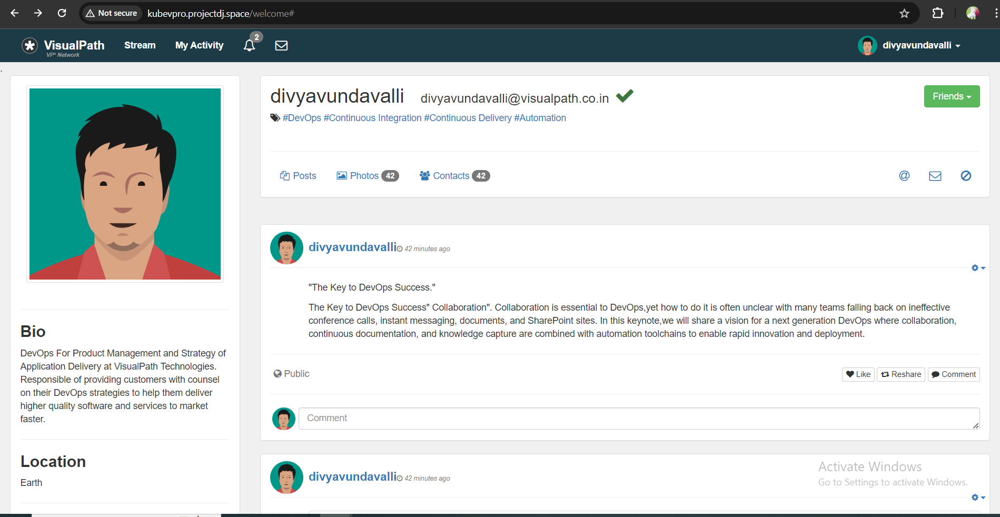 Not secure kubevpro.projectdj.space/welcome#
VisualPath
VP* Network
Stream
My Activity
2
divyavundavalli
.
divyavundavalli divyavundavalli@visualpath.co.in
Friends
#DevOps #Continuous Integration #Continuous Delivery #Automation
Posts
Photos 42
Contacts 42
@
Bio
DevOps For Product Management and Strategy of
Application Delivery at VisualPath Technologies.
Responsible of providing customers with counsel
on their DevOps strategies to help them deliver
higher quality software and services to market
faster.
Location
Earth
divyavundavalli 42 minutes ago
"The Key to DevOps Success."
The Key to DevOps Success" Collaboration". Collaboration is essential to DevOps,yet how to do it is often unclear with many teams falling back on ineffective
conference calls, instant messaging, documents, and SharePoint sites. In this keynote,we will share a vision for a next generation DevOps where collaboration,
continuous documentation, and knowledge capture are combined with automation toolchains to enable rapid innovation and deployment.
Public
Like
Reshare
Comment
Comment
divyavundavalli 42 minutes ago
Activate Windows
Go to Settings to activate Windows.